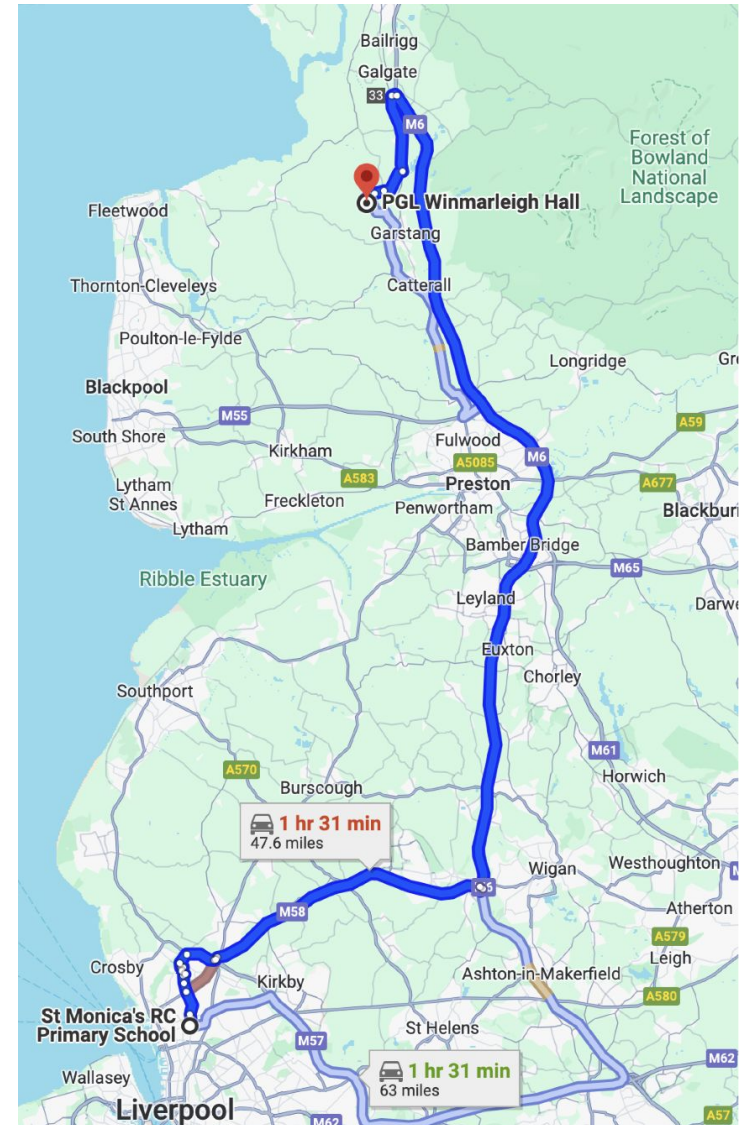 Bailrigg
Galgate
33
M6
Forest of
Bowland
National
Landscape
PGL Winmarleigh Hall
Fleetwood
Garstang
Thornton-Cleveleys
Catterall
Poulton-le-Fylde
Longridge
Gr
Blackpool
M55
A59
South Shore
Fulwood
Kirkham
M6
A5085
A583
Preston
A677
Lytham
St Annes
Freckleton
Penwortham
Blackbur
Lytham
Bamber Bridge
M65
Ribble Estuary
Leyland
Darwe
Euxton
Chorley
Southport
M61
A570
Horwich
Burscough
1 hr 31 min
47.6 miles
Wigan
Westhoughton
M58
Atherton
A579
Leigh
Crosby
Kirkby
Ashton-in-Makerfield
A580
St Monica's RC
Primary School
St Helens
M57
M62
1 hr 31 min
63 miles
Wallasey
Liverpool
M62
A57